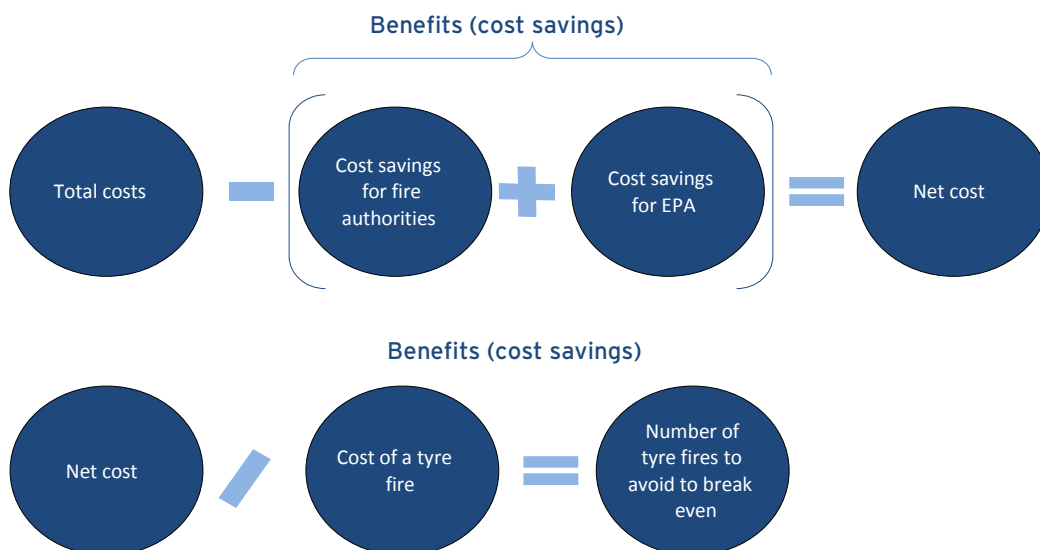 Benefits (cost savings)
Total costs
Cost savings
for fire
authorities
Cost savings
for EPA
Net cost
Benefits (cost savings)
Net cost
Cost of a tyre
fire
Number of
tyre fires to
avoid to break
even